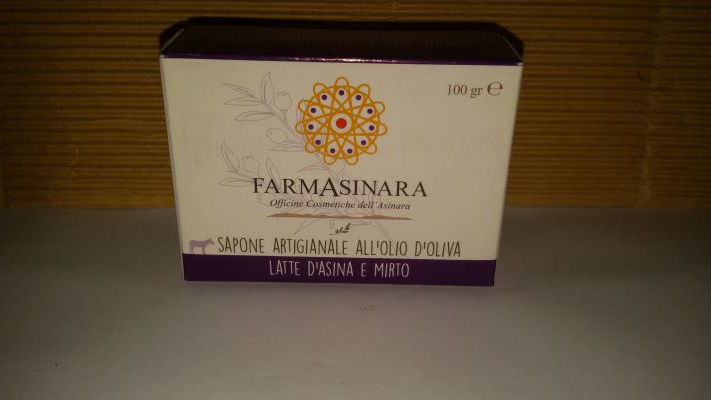 100 gr ℮
FARMASINARA
Officine Cosmetiche dell'Asinara
SAPONE ARTIGIANALE ALL'OLIO D'OLIVA
LATTE D'ASINA E MIRTO